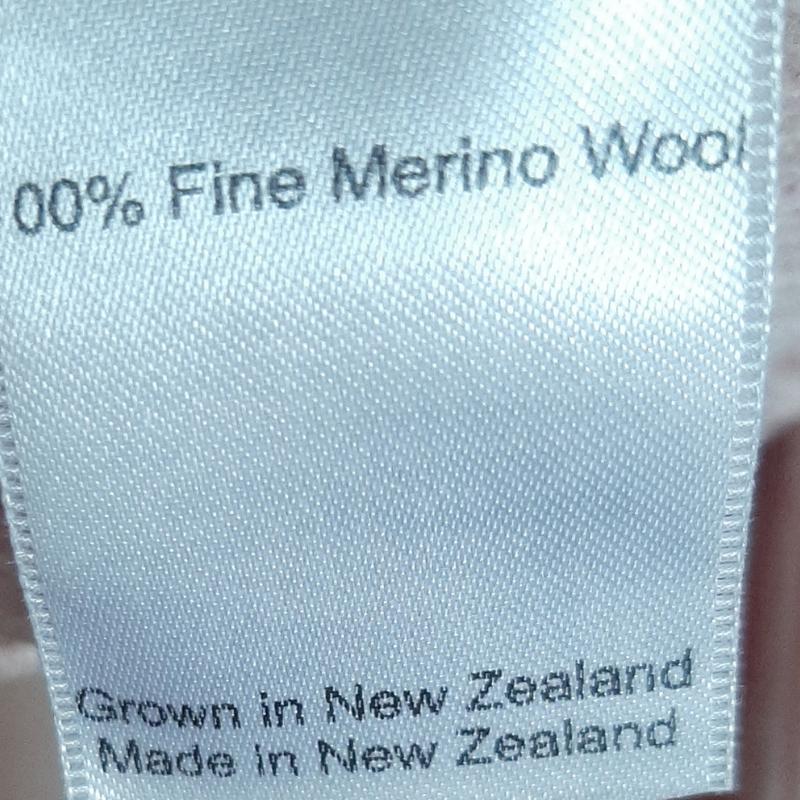 00% Fine Merino Wool
Grown in New Zealand
Made in New Zealand